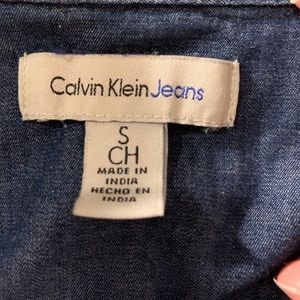 Calvin Klein Jeans
S
CH
MADE IN
INDIA
HECHO EN
INDIA